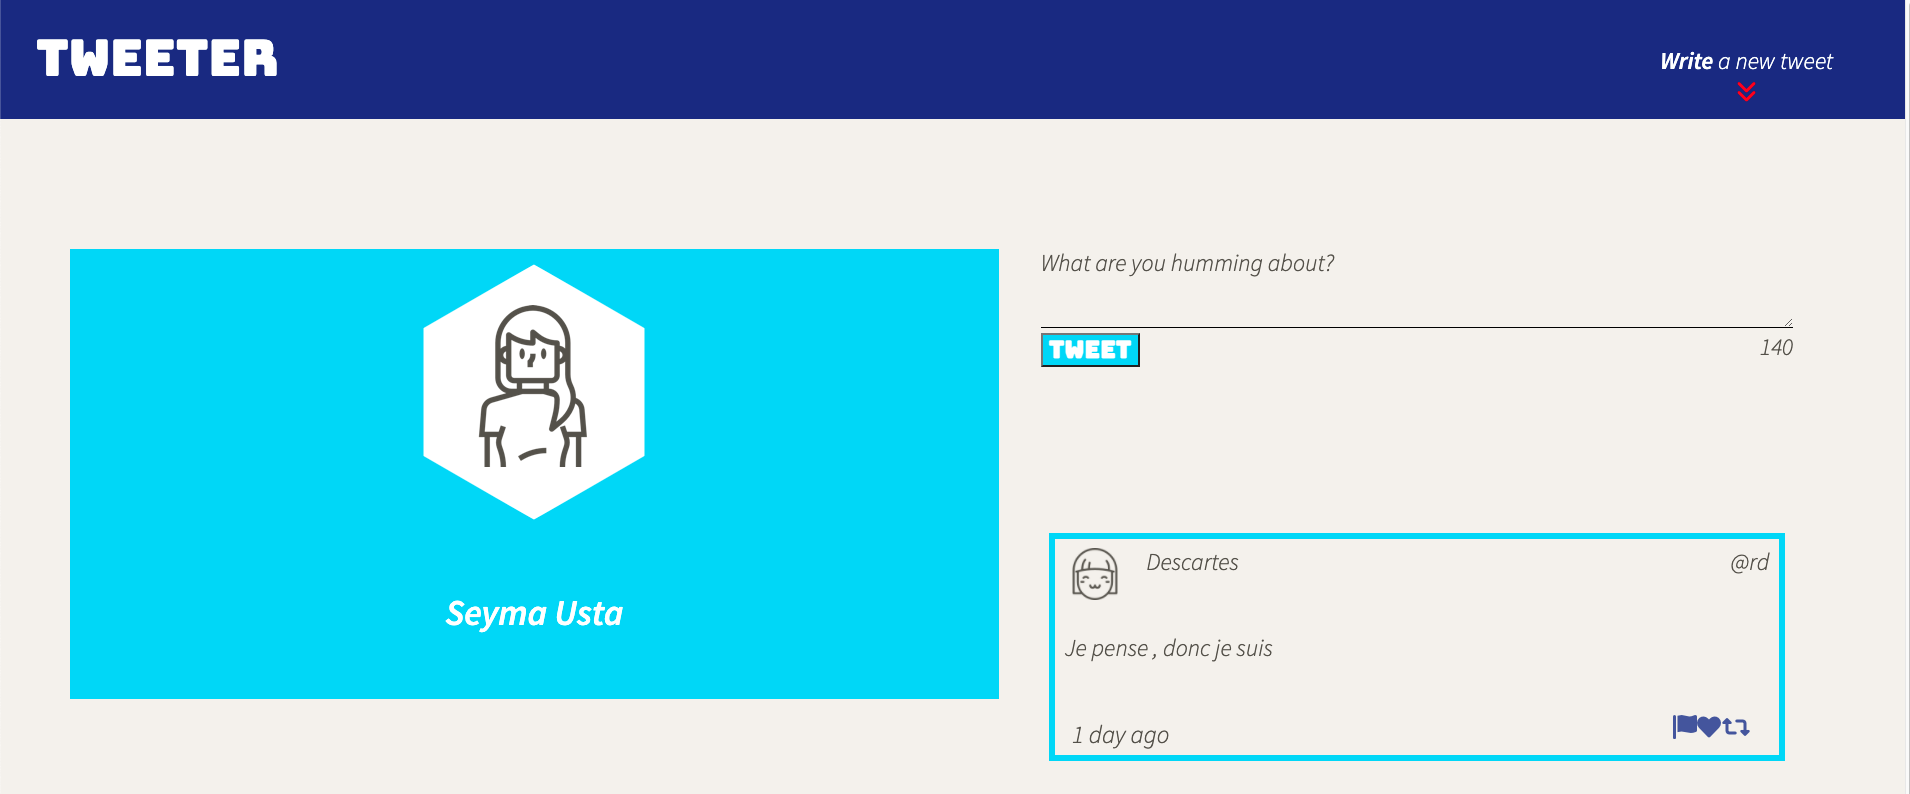 TWEETER
Write a new tweet
Seyma Usta
What are you humming about?
TWEET
140
Descartes
@rd
Je pense , donc je suis
1 day ago